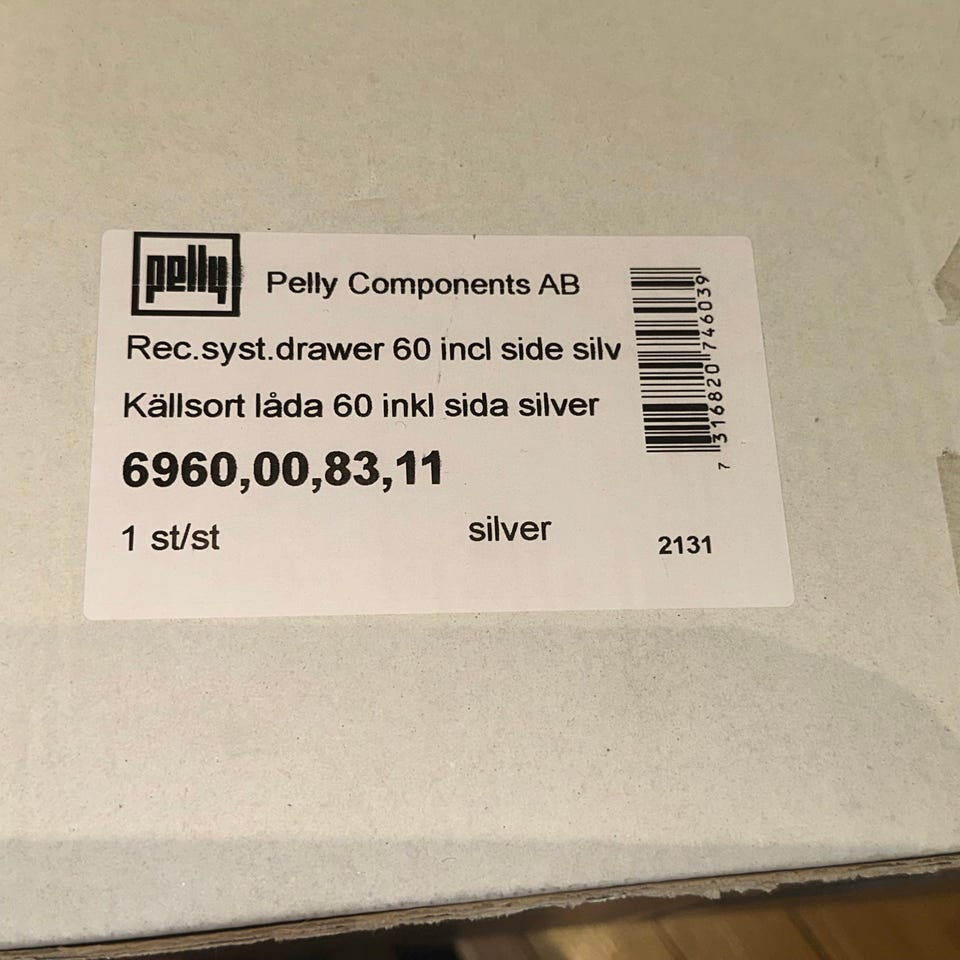 pelly
Pelly Components AB
Rec.syst.drawer 60 incl side silv
Källsort låda 60 inkl sida silver
6960,00,83,11
1 st/st
silver
2131
7 316820 746039